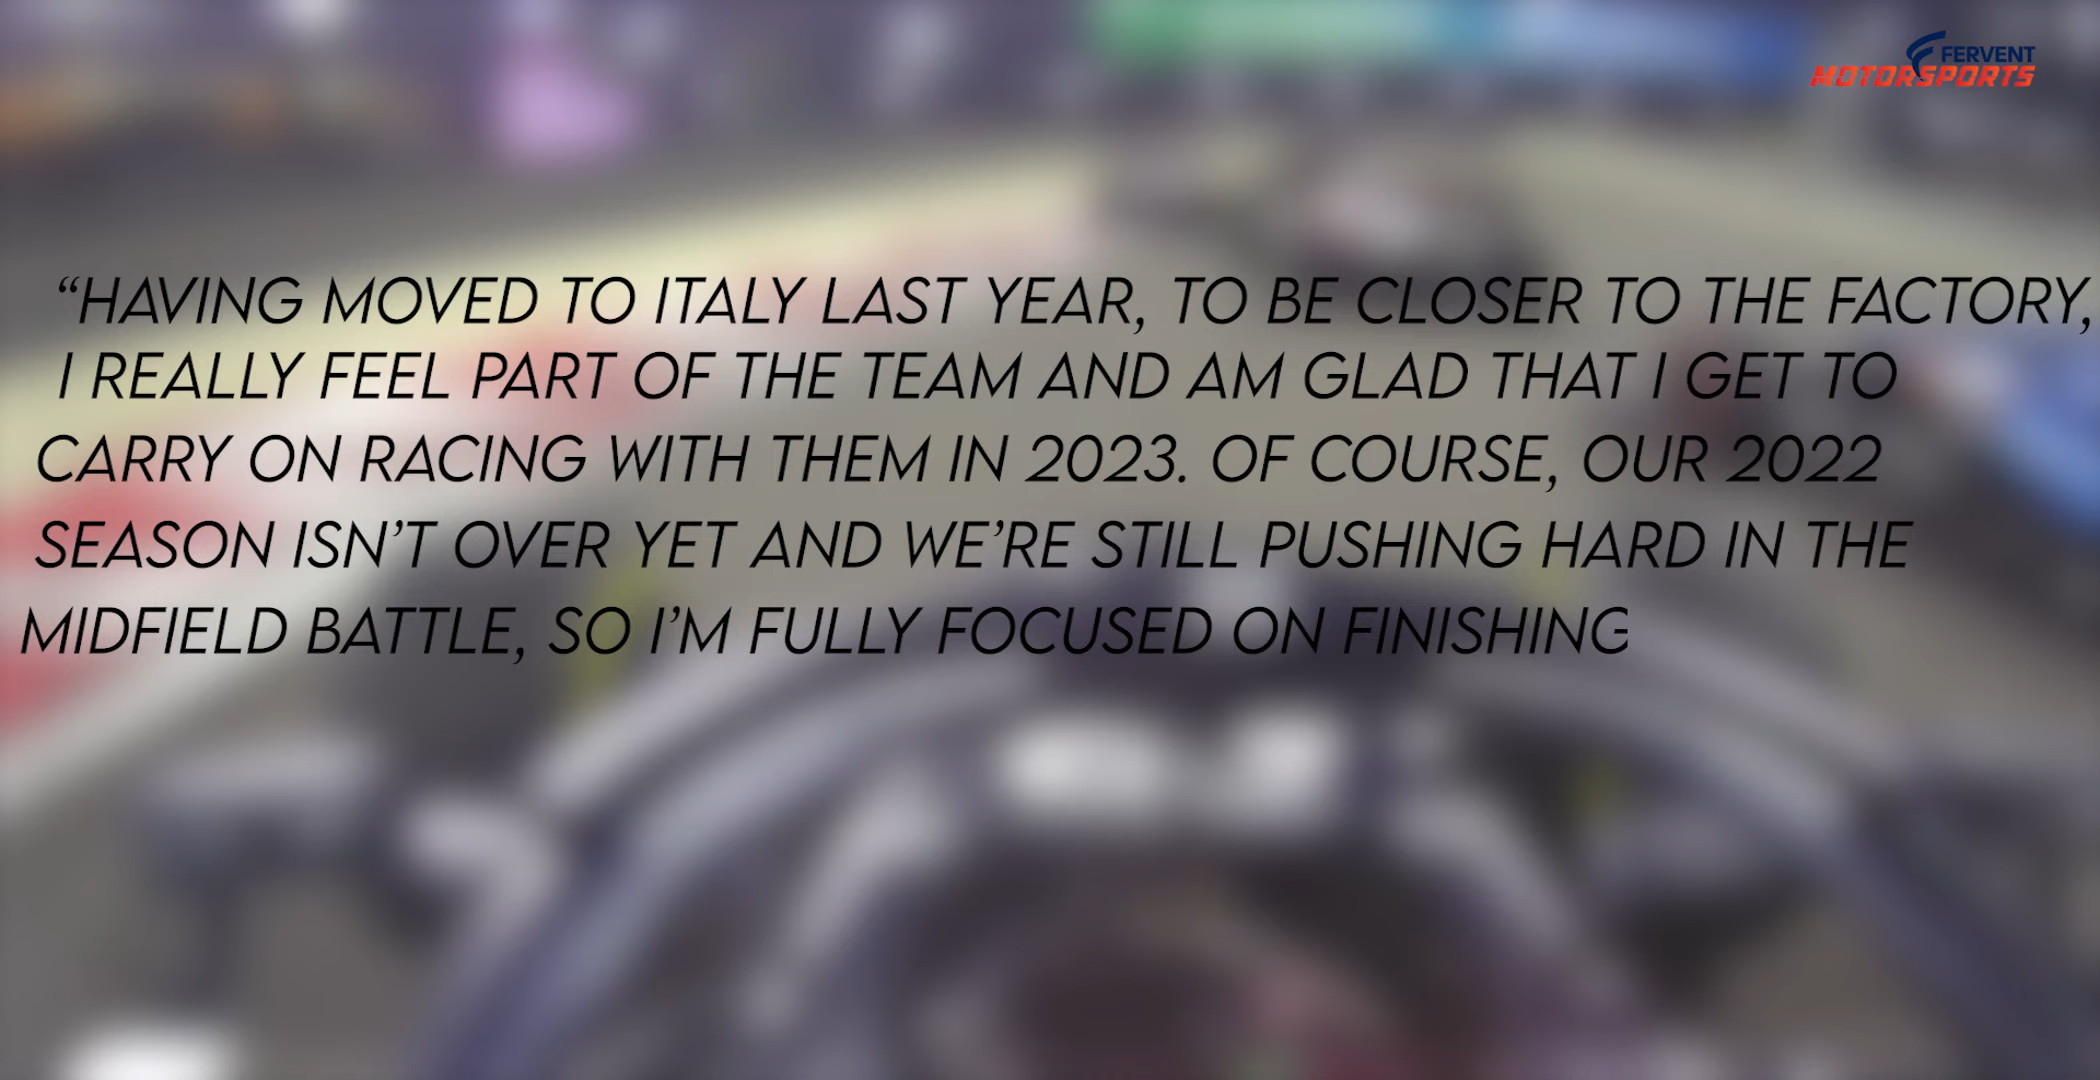 FERVENT
MOTORSPORTS
“HAVING MOVED TO ITALY LAST YEAR, TO BE CLOSER TO THE FACTORY,
I REALLY FEEL PART OF THE TEAM AND AM GLAD THAT I GET TO
CARRY ON RACING WITH THEM IN 2023. OF COURSE, OUR 2022
SEASON ISN’T OVER YET AND WE’RE STILL PUSHING HARD IN THE
MIDFIELD BATTLE, SO I’M FULLY FOCUSED ON FINISHING